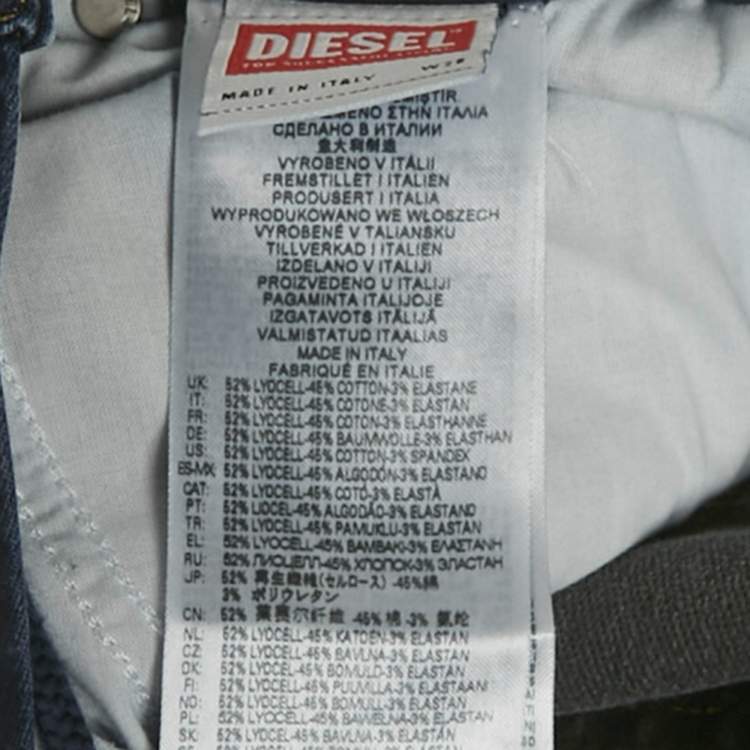 DIESEL
FOR SUCCESSFUL LIVING
MADE IN ITALY W28
ΣΤΗΝ ΙΤΑΛΙΑ
СДЕЛАНО В ИТАЛИИ
意大利制造
VYROBENO V ITÁLII
FREMSTILLET I ITALIEN
PRODUSERT I ITALIA
WYPRODUKOWANO WE WŁOSZECH
VYROBENÉ V TALIANSKU
TILLVERKAD I ITALIEN
IZDELANO V ITALIJI
PROIZVEDENO U ITALIJI
PAGAMINTA ITALIJOJE
IZGATAVOTS ITĀLIJĀ
VALMISTATUD ITAALIAS
MADE IN ITALY
FABRIQUÉ EN ITALIE
UK: 52% LYOCELL-45% COTTON-3% ELASTANE
IT: 52% LYOCELL-45% COTONE-3% ELASTAN
FR: 52% LYOCELL-45% COTON-3% ELASTHANNE
DE: 52% LYOCELL-45% BAUMWOLLE-3% ELASTHAN
US: 52% LYOCELL-45% COTTON-3% SPANDEX
ES-MX: 52% LYOCELL-45% ALGODÓN-3% ELASTANO
CAT: 52% LYOCELL-45% COTÓ-3% ELASTÀ
PT: 52% LIOCEL-45% ALGODÃO-3% ELASTANO
TR: 52% LYOCELL-45% PAMUKLU-3% ELASTAN
EL: 52% LYOCELL-45% ΒΑΜΒΑΚΙ-3% ΕΛΑΣΤΑΝΗ
RU: 52% ЛИОЦЕЛЛ-45% ХЛОПОК-3% ЭЛАСТАН
JP: 52% 再生繊維(セルロース) -45%綿
3% ポリウレタン
CN: 52% 莱赛尔纤维 -45% 棉 -3% 氨纶
NL: 52% LYOCELL-45% KATOEN-3% ELASTAN
CZ: 52% LYOCELL-45% BAVLNA-3% ELASTAN
DK: 52% LYOCELL-45% BOMULD-3% ELASTAN
FI: 52% LYOCELL-45% PUUVILLA-3% ELASTAANI
NO: 52% LYOCELL-45% BOMULL-3% ELASTAN
PL: 52% LYOCELL-45% BAWEŁNA-3% ELASTAN
SK: 52% LYOCELL-45% BAVLNA-3% ELASTAN